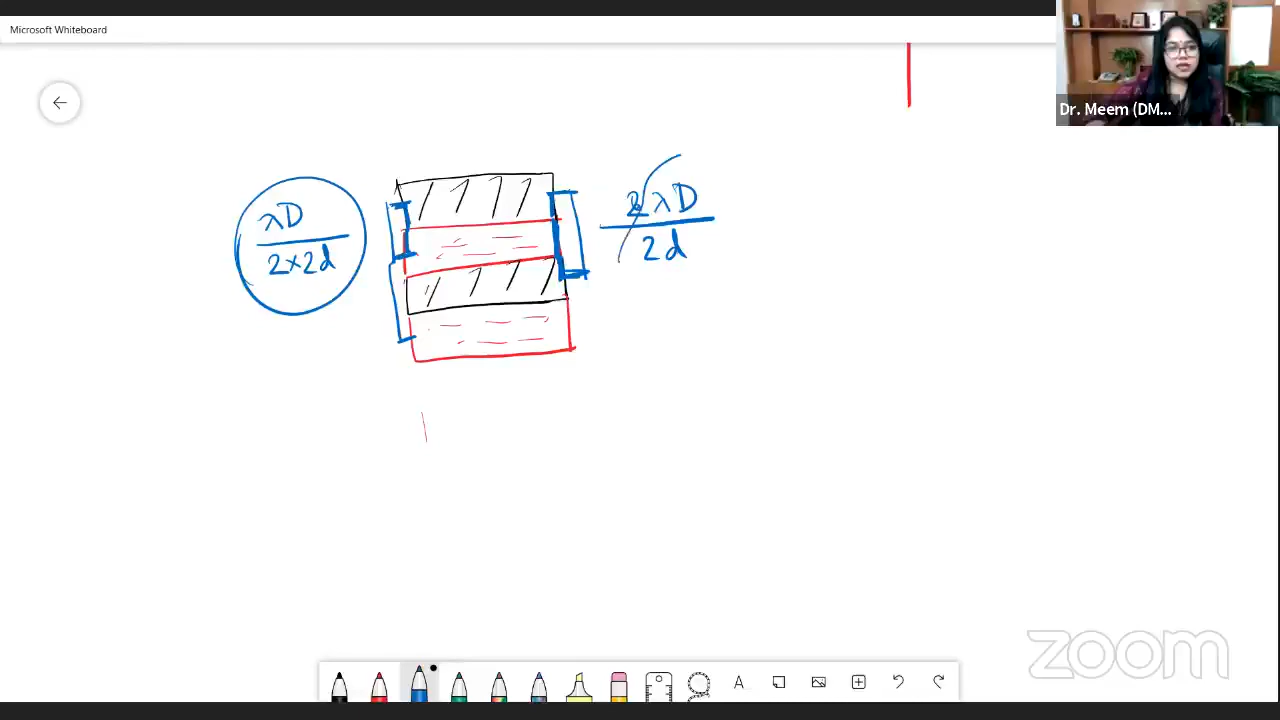 Microsoft Whiteboard
Dr. Meem (DM...
λD
2×2d
2λD
2d
A
zoom